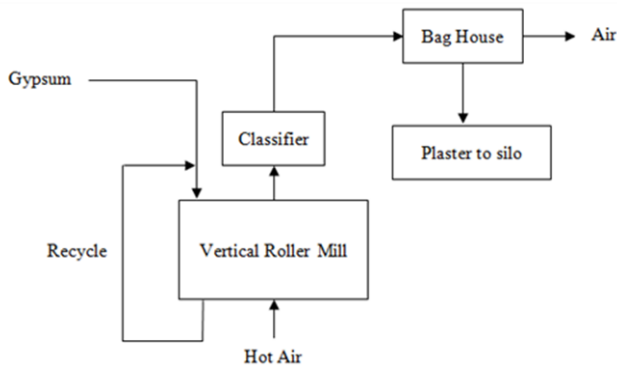 Bag House
Air
Gypsum
Classifier
Plaster to silo
Recycle
Vertical Roller Mill
Hot Air